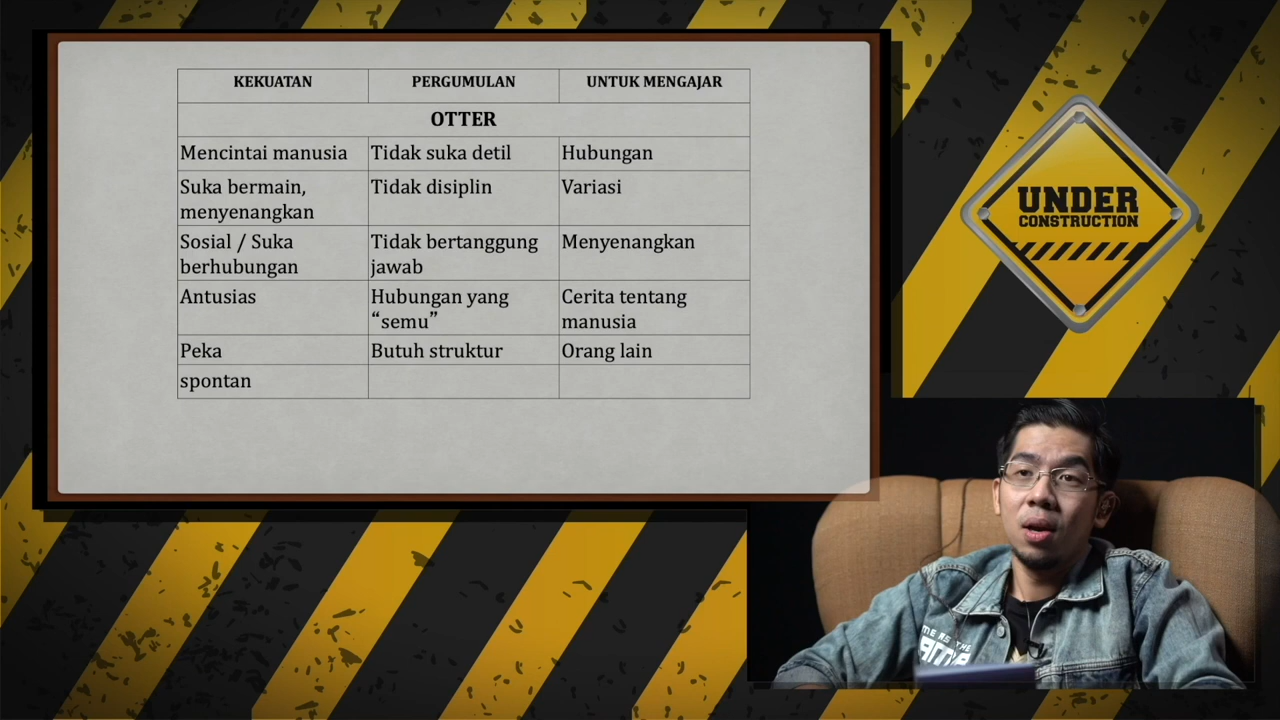 KEKUATAN PERGUMULAN UNTUK MENGAJAR
OTTER
Mencintai manusia Tidak suka detil Hubungan
Suka bermain, menyenangkan Tidak disiplin Variasi
Sosial / Suka berhubungan Tidak bertanggung jawab Menyenangkan
Antusias Hubungan yang “semu” Cerita tentang manusia
Peka Butuh struktur Orang lain
spontan
UNDER
CONSTRUCTION